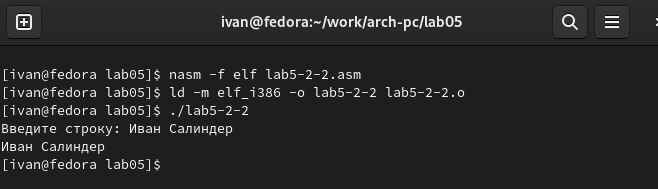 ivan@fedora:~/work/arch-pc/lab05
[ivan@fedora lab05]$ nasm -f elf lab5-2-2.asm
[ivan@fedora lab05]$ ld -m elf_i386 -o lab5-2-2 lab5-2-2.o
[ivan@fedora lab05]$ ./lab5-2-2
Введите строку: Иван Салиндер
Иван Салиндер
[ivan@fedora lab05]$